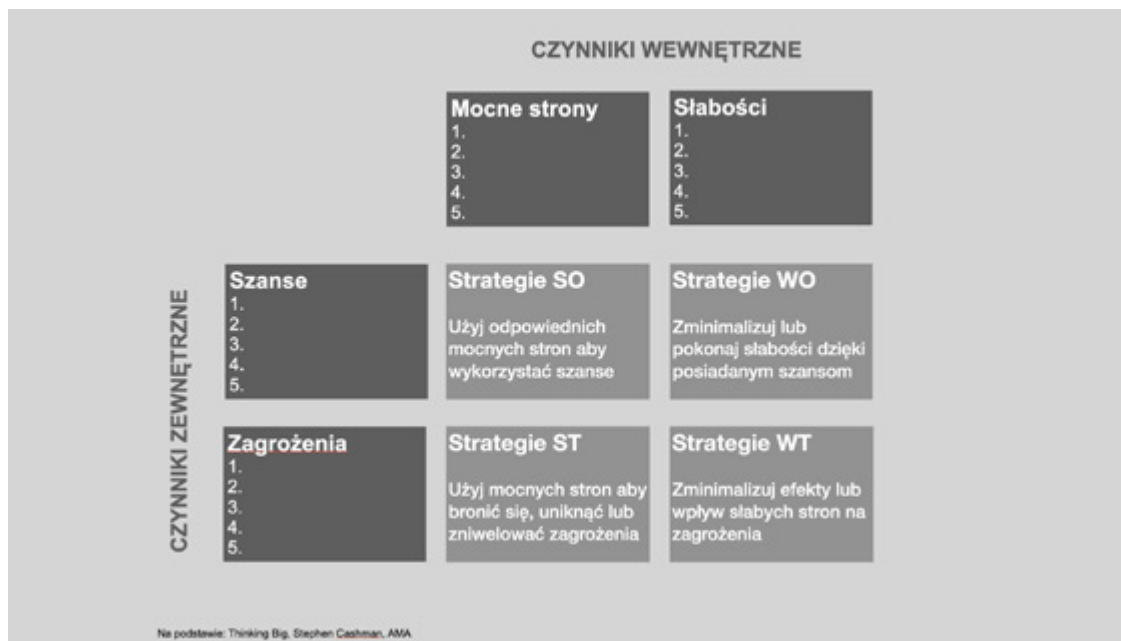 CZYNNIKI WEWNĘTRZNE
Mocne strony
1.
2.
3.
4.
5.
Słabości
1.
2.
3.
4.
5.
CZYNNIKI ZEWNĘTRZNE
Szanse
1.
2.
3.
4.
5.
Strategie SO
Użyj odpowiednich
mocnych stron aby
wykorzystać szanse
Strategie WO
Zminimalizuj lub
pokonaj słabości dzięki
posiadanym szansom
Zagrożenia
1.
2.
3.
4.
5.
Strategie ST
Użyj mocnych stron aby
bronić się, uniknąć lub
zniwelować zagrożenia
Strategie WT
Zminimalizuj efekty lub
wpływ słabych stron na
zagrożenia
Na podstawie: Thinking Big, Stephen Cashman, AMA